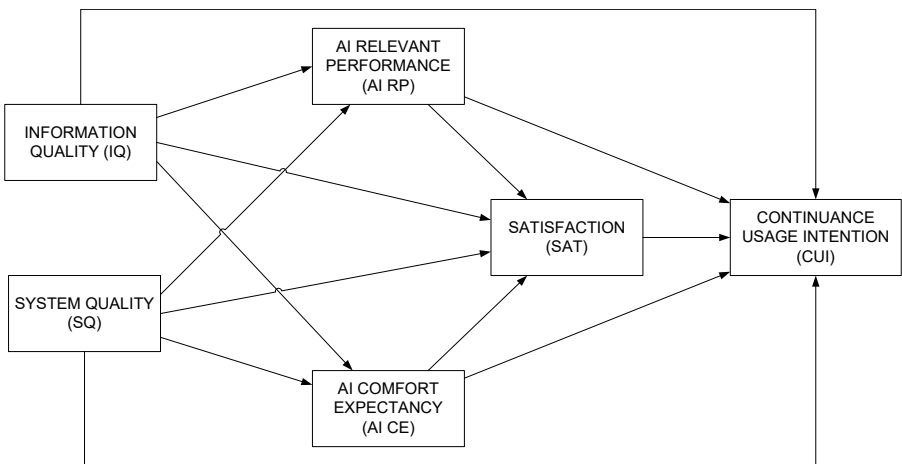 AI RELEVANT
PERFORMANCE
(AI RP)
INFORMATION
QUALITY (IQ)
SATISFACTION
(SAT)
CONTINUANCE
USAGE INTENTION
(CUI)
SYSTEM QUALITY
(SQ)
AI COMFORT
EXPECTANCY
(AI CE)